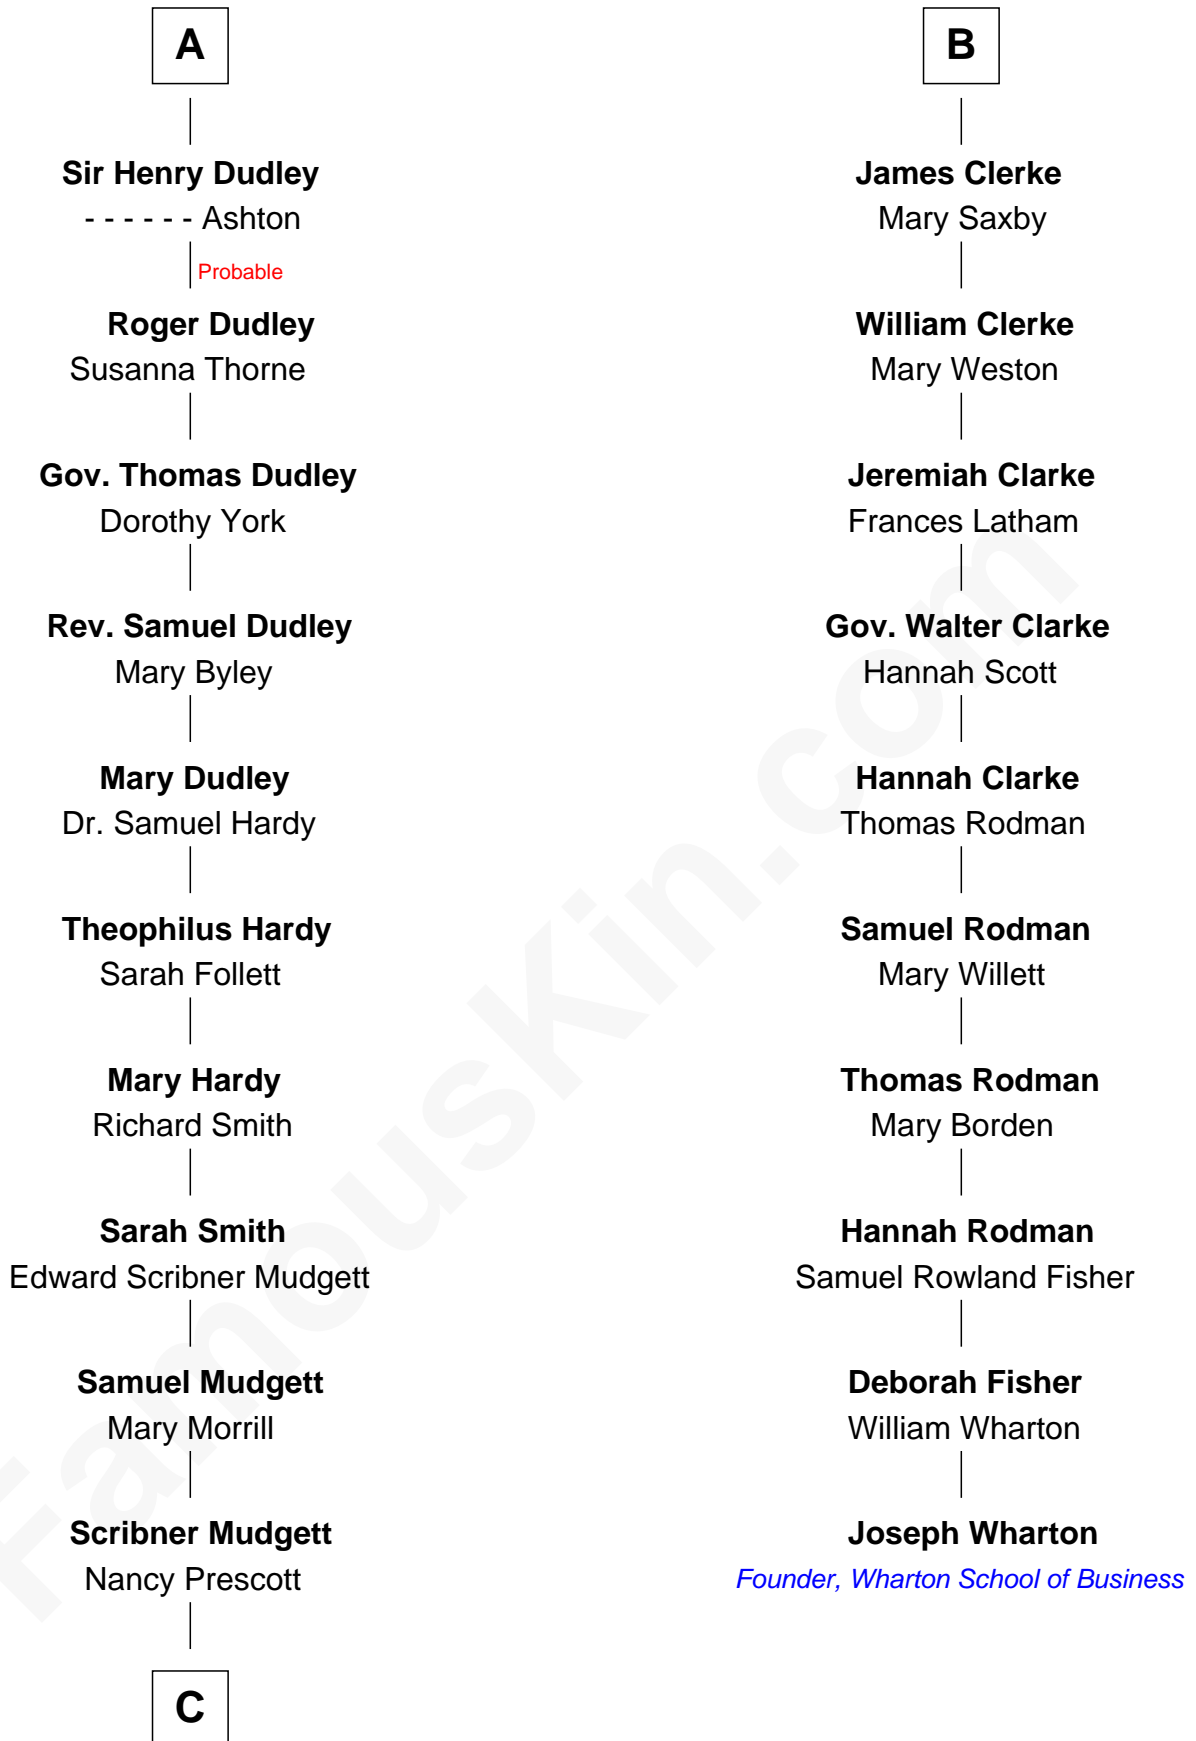 A
Sir Henry Dudley
- - - - - - Ashton
Probable
Roger Dudley
Susanna Thorne
Gov. Thomas Dudley
Dorothy York
Rev. Samuel Dudley
Mary Byley
Mary Dudley
Dr. Samuel Hardy
Theophilus Hardy
Sarah Follett
Mary Hardy
Richard Smith
Sarah Smith
Edward Scribner Mudgett
Samuel Mudgett
Mary Morrill
Scribner Mudgett
Nancy Prescott
C
B
James Clerke
Mary Saxby
William Clerke
Mary Weston
Jeremiah Clarke
Frances Latham
Gov. Walter Clarke
Hannah Scott
Hannah Clarke
Thomas Rodman
Samuel Rodman
Mary Willett
Thomas Rodman
Mary Borden
Hannah Rodman
Samuel Rowland Fisher
Deborah Fisher
William Wharton
Joseph Wharton
Founder, Wharton School of Business
FamousKin.com